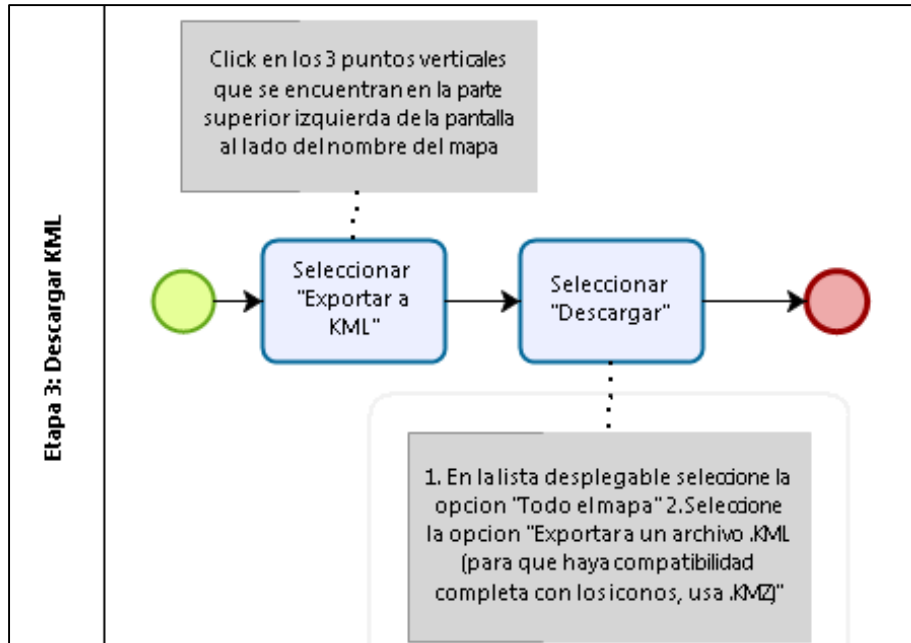 Etapa 3: Descargar KML
Click en los 3 puntos verticales
que se encuentran en la parte
superior izquierda de la pantalla
al lado del nombre del mapa
Seleccionar
"Exportar a
KML"
Seleccionar
"Descargar"
1. En la lista desplegable seleccione la
opcion "Todo el mapa" 2.Seleccione
la opcion "Exportar a un archivo .KML
(para que haya compatibilidad
completa con los iconos, usa .KMZ)"